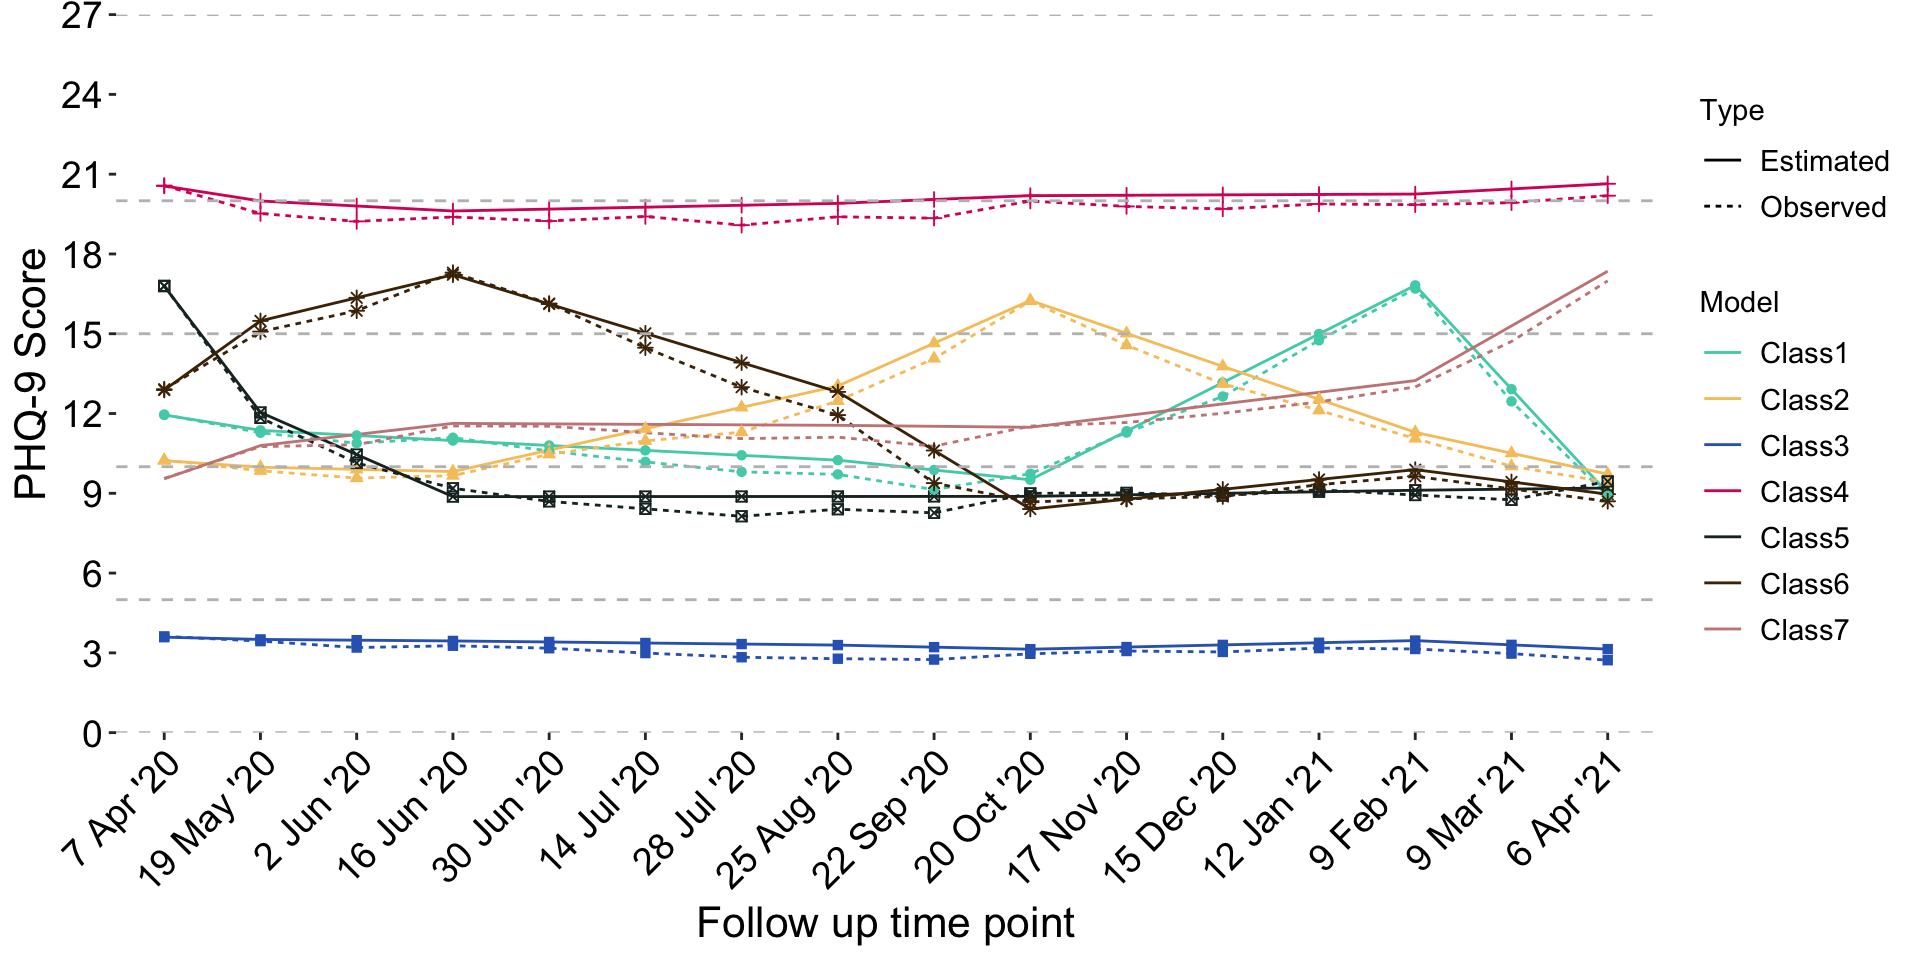 27
24
21
18
15
12
9
6
3
0
PHQ-9 Score
7 Apr '20
19 May '20
2 Jun '20
16 Jun '20
30 Jun '20
14 Jul '20
28 Jul '20
25 Aug '20
22 Sep '20
20 Oct '20
17 Nov '20
15 Dec '20
12 Jan '21
9 Feb '21
9 Mar '21
6 Apr '21
Follow up time point
Type
Estimated
Observed
Model
Class1
Class2
Class3
Class4
Class5
Class6
Class7